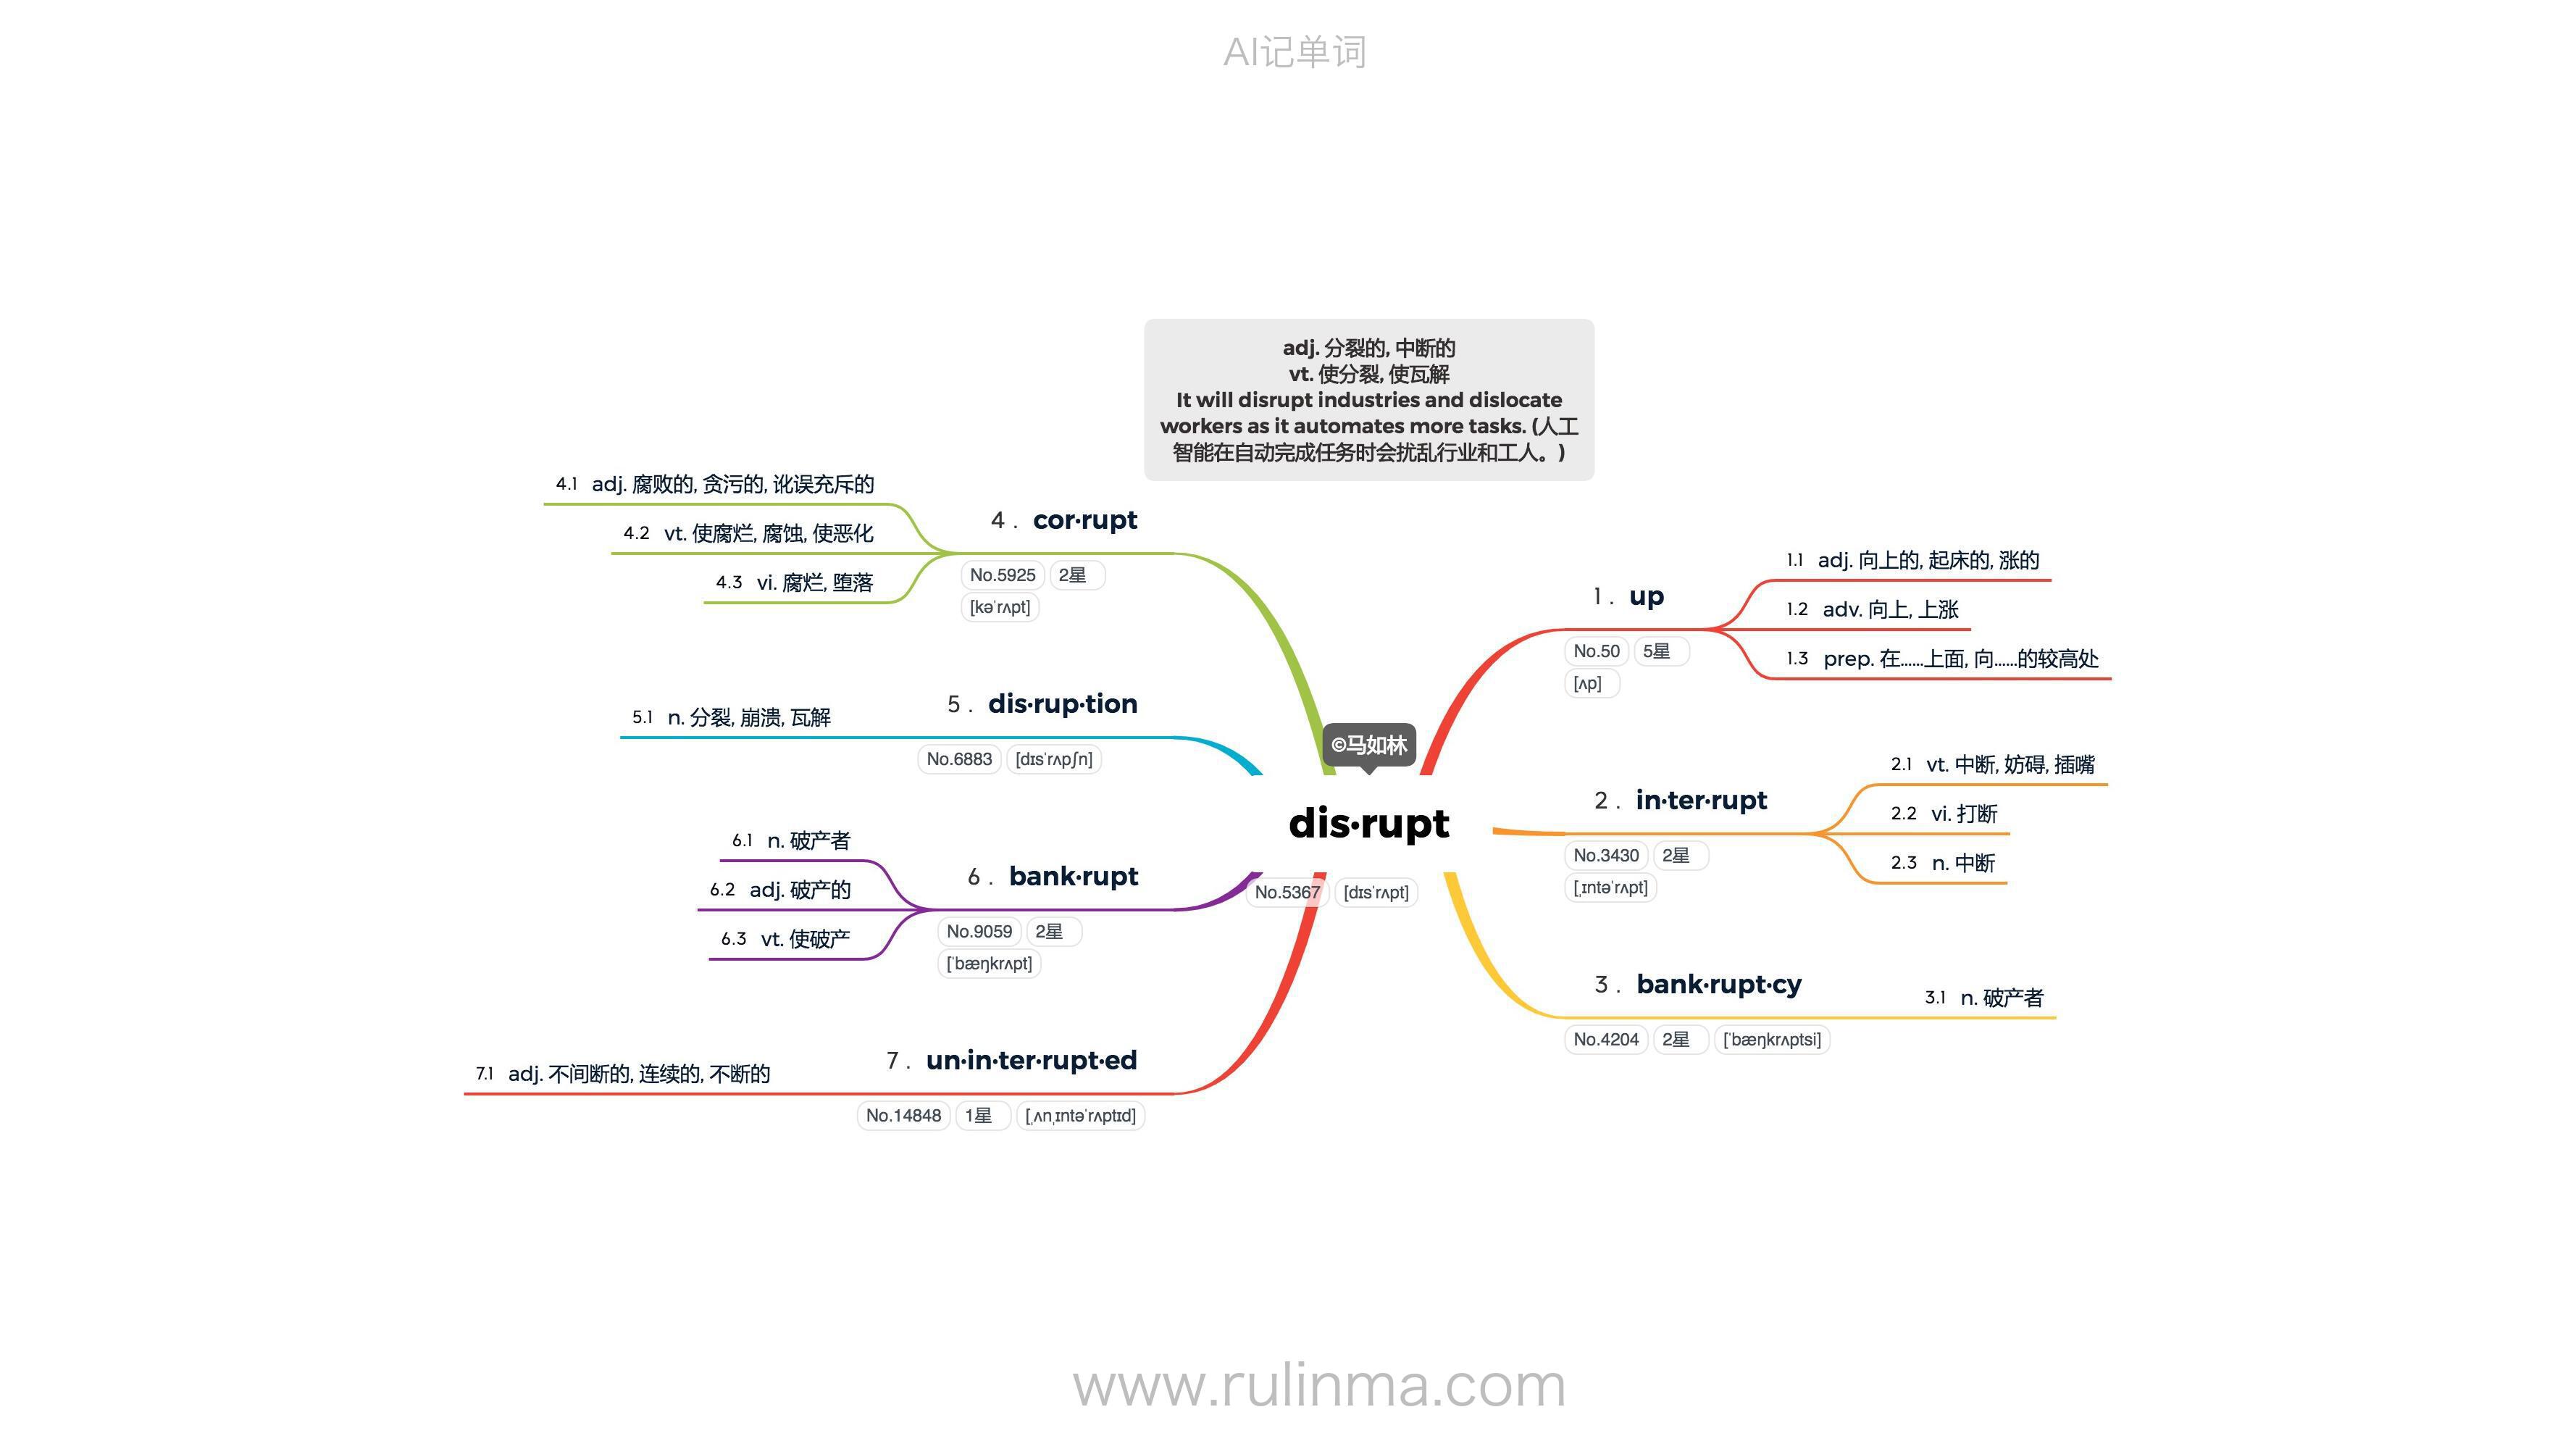 AI记单词
adj. 分裂的, 中断的
vt. 使分裂, 使瓦解
It will disrupt industries and dislocate
workers as it automates more tasks. (人工
智能在自动完成任务时会扰乱行业和工人。)
©马如林
dis·rupt
No.5367 [dɪsˈrʌpt]
1. up
No.50 5星
[ʌp]
1.1 adj. 向上的, 起床的, 涨的
1.2 adv. 向上, 上涨
1.3 prep. 在……上面, 向……的较高处
2. in·ter·rupt
No.3430 2星
[ˌɪntəˈrʌpt]
2.1 vt. 中断, 妨碍, 插嘴
2.2 vi. 打断
2.3 n. 中断
3. bank·rupt·cy
No.4204 2星 [ˈbæŋkrʌptsi]
3.1 n. 破产者
4. cor·rupt
No.5925 2星
[kəˈrʌpt]
4.1 adj. 腐败的, 贪污的, 讹误充斥的
4.2 vt. 使腐烂, 腐蚀, 使恶化
4.3 vi. 腐烂, 堕落
5. dis·rup·tion
No.6883 [dɪsˈrʌpʃn]
5.1 n. 分裂, 崩溃, 瓦解
6. bank·rupt
No.9059 2星
[ˈbæŋkrʌpt]
6.1 n. 破产者
6.2 adj. 破产的
6.3 vt. 使破产
7. un·in·ter·rupt·ed
No.14848 1星 [ˌʌnˌɪntəˈrʌptɪd]
7.1 adj. 不间断的, 连续的, 不断的
www.rulinma.com